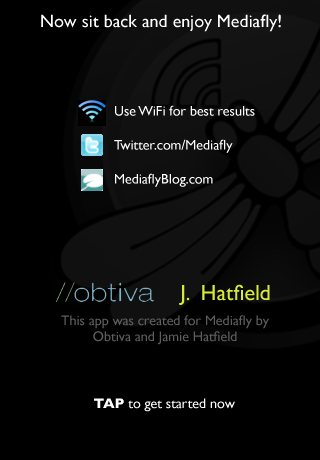 Now sit back and enjoy Mediafly!
Use WiFi for best results
Twitter.com/Mediafly
MediaflyBlog.com
//obtiva J. Hatfield
This app was created for Mediafly by
Obtiva and Jamie Hatfield
TAP to get started now